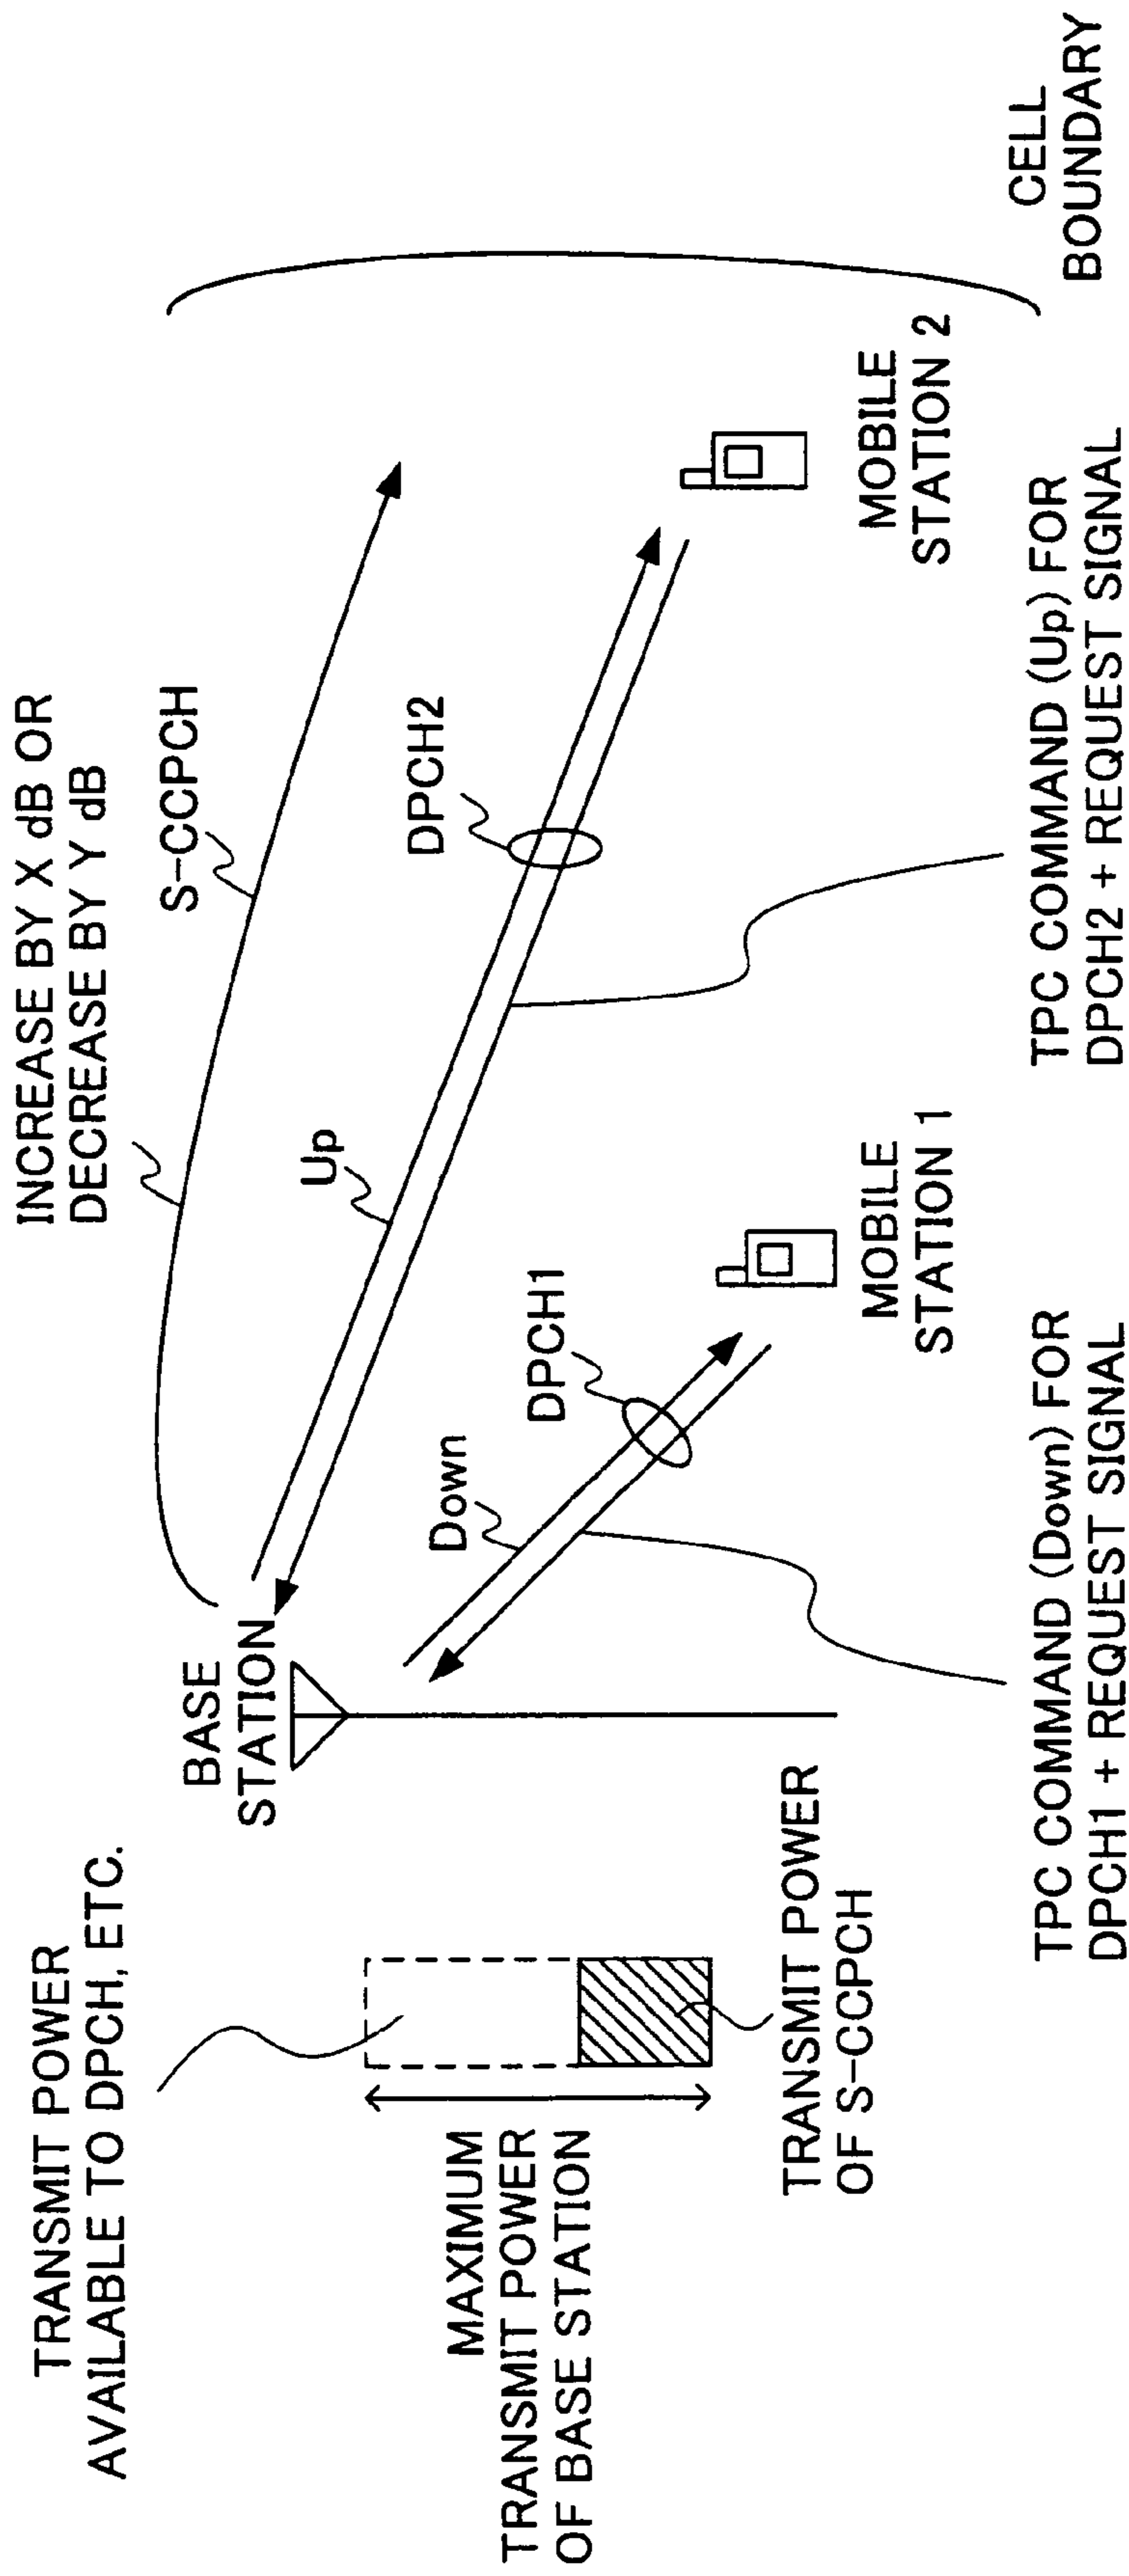 TRANSMIT POWER
AVAILABLE TO DPCH, ETC.
MAXIMUM
TRANSMIT POWER
OF BASE STATION
TRANSMIT POWER
OF S-CCPCH
BASE
STATION
INCREASE BY X dB OR
DECREASE BY Y dB
S-CCPCH
Up
DPCH2
Down
DPCH1
MOBILE
STATION 1
MOBILE
STATION 2
TPC COMMAND (Down) FOR
DPCH1 + REQUEST SIGNAL
TPC COMMAND (Up) FOR
DPCH2 + REQUEST SIGNAL
CELL
BOUNDARY